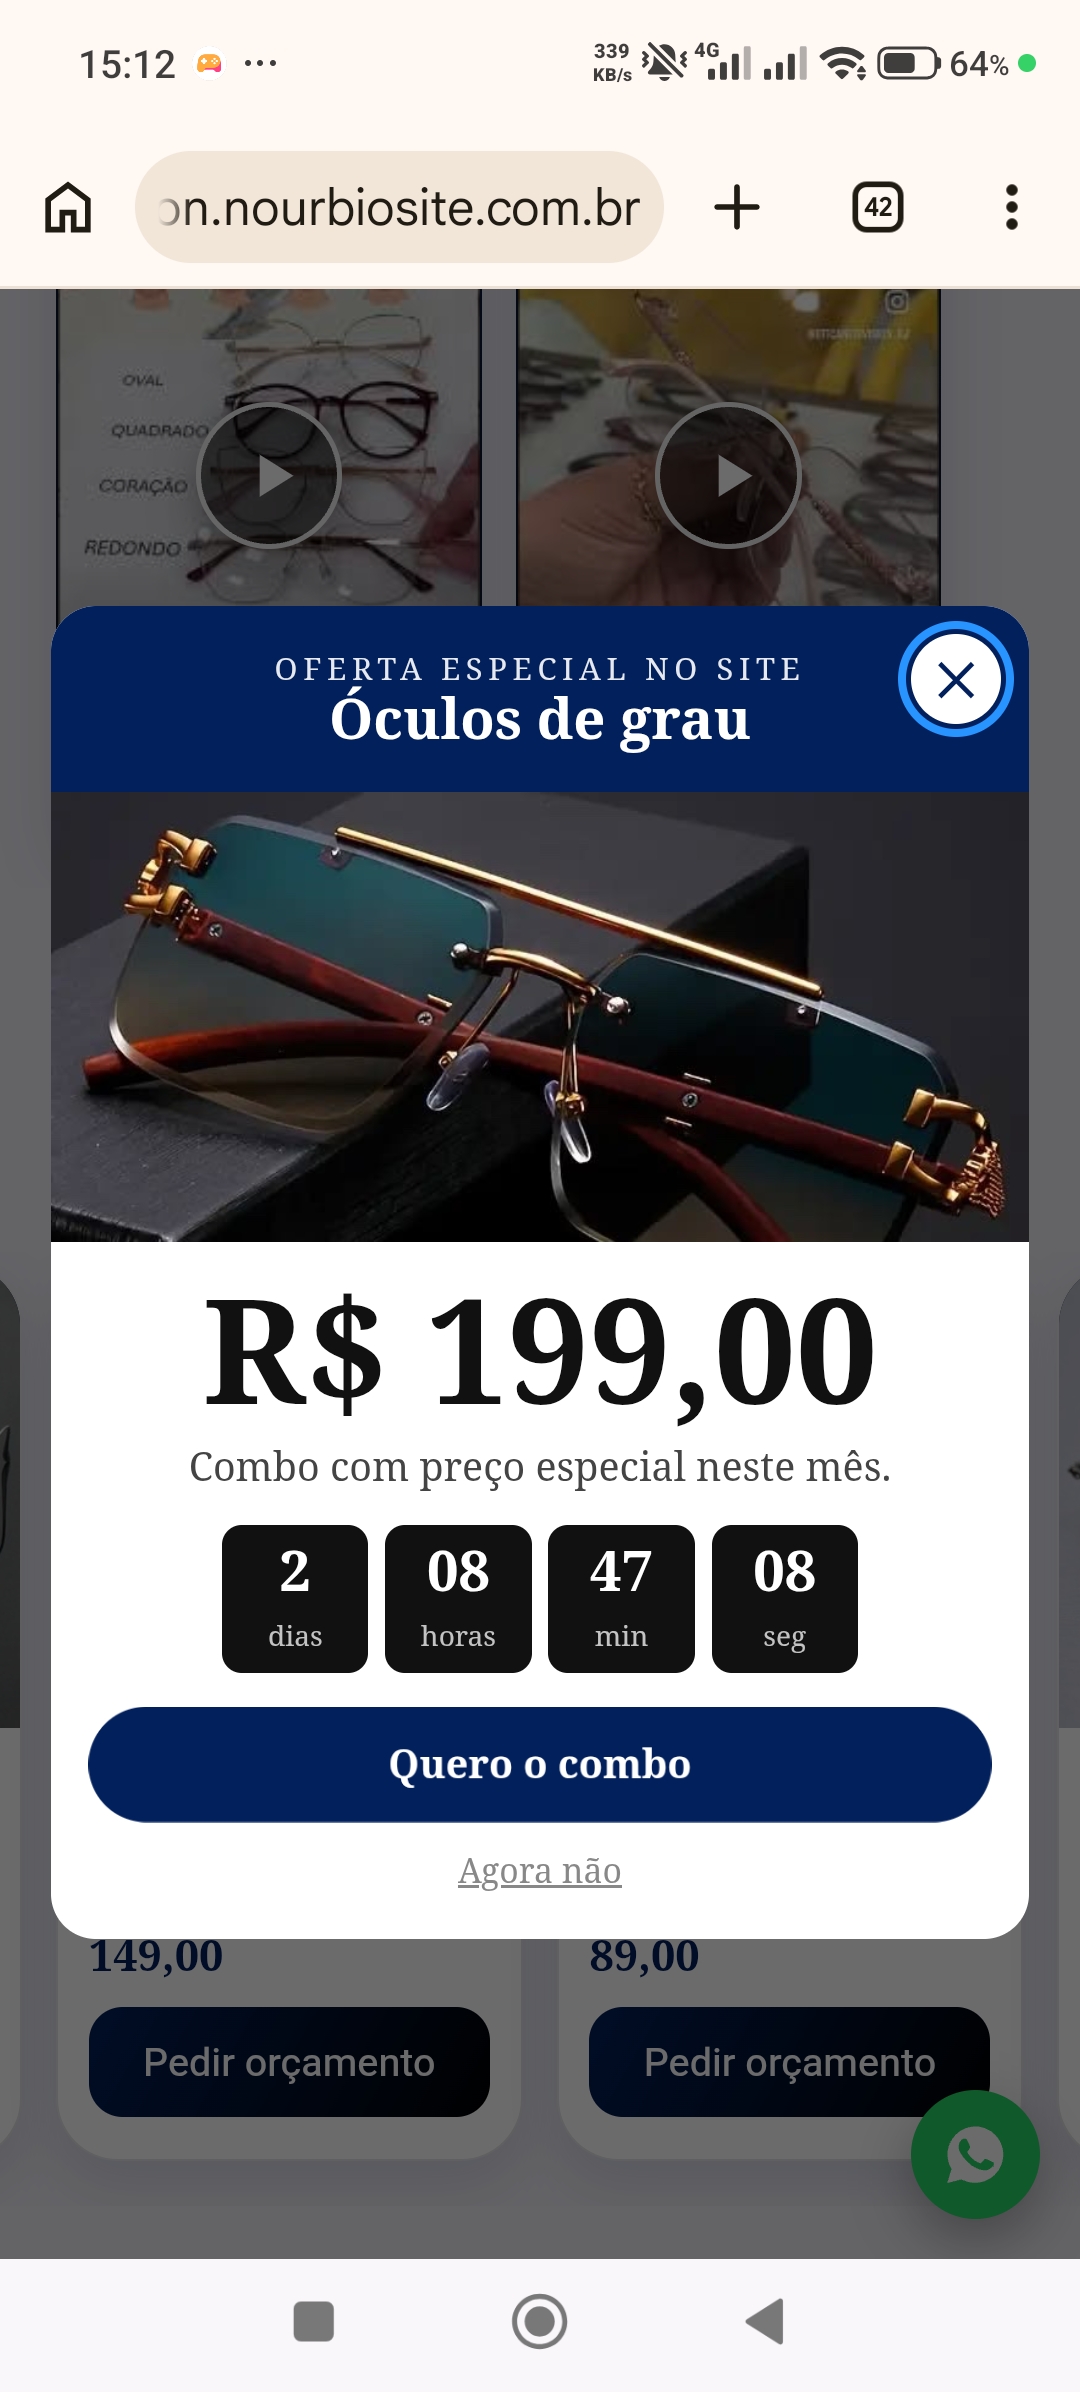 15:12
339
KB/s
4G
64%
on.nourbiosite.com.br
42
OVAL
QUADRADO
CORAÇÃO
REDONDO
OFERTA ESPECIAL NO SITE
Óculos de grau
R$ 199,00
Combo com preço especial neste mês.
2 08 47 08
dias horas min seg
Quero o combo
Agora não
149,00 89,00
Pedir orçamento Pedir orçamento